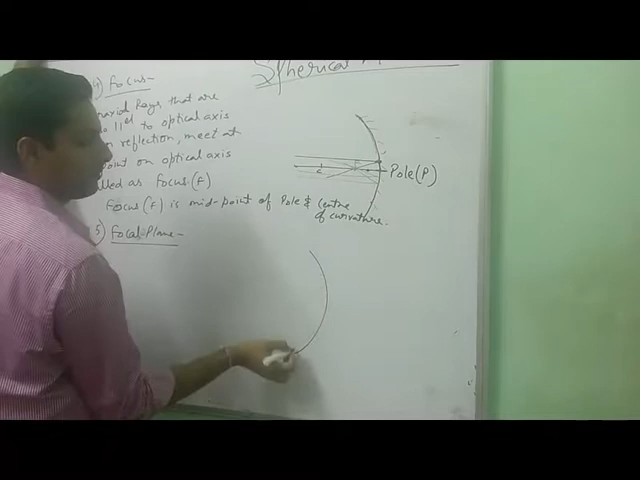 Spherical M
4) Focus-
Rays that are
11el to optical axis
reflection, meet at
point on optical axis
called as Focus.(f)
Focus(f) is mid-point of Pole & Centre
of curvature.
c
F
Pole(P)
5) Focal-Plane-